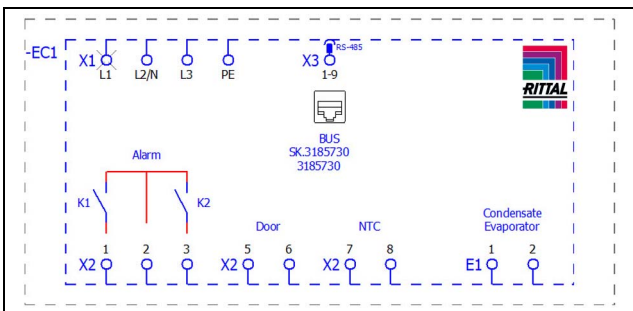 -EC1
X1
L1
L2/N
L3
PE
X3
RS-485
1-9
RITTAL
BUS
SK.3185730
3185730
Alarm
K1
K2
Door
NTC
Condensate
Evaporator
X2
1
2
3
X2
5
6
X2
7
8
E1
1
2